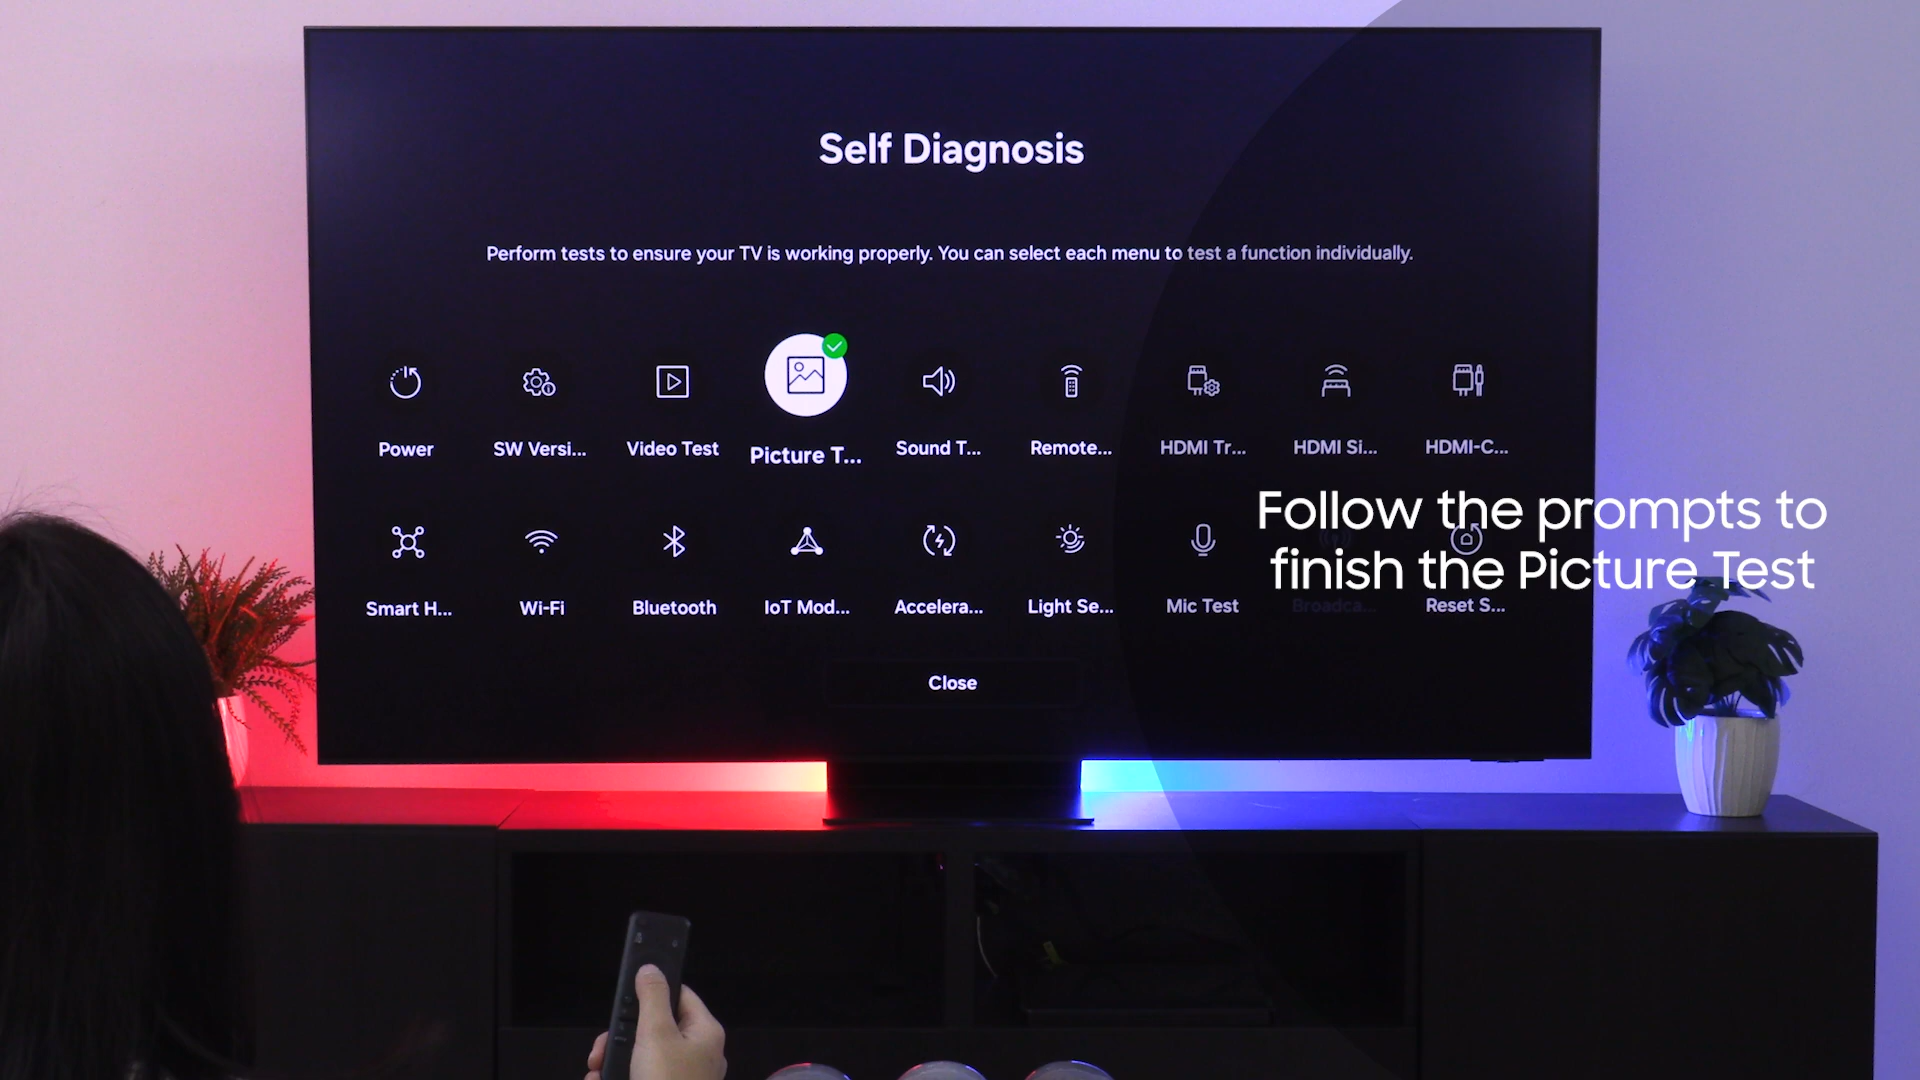 Self Diagnosis
Perform tests to ensure your TV is working properly. You can select each menu to test a function individually.
Power
SW Versi...
Video Test
Picture T...
Sound T...
Remote...
HDMI Tr...
HDMI Si...
HDMI-C...
Follow the prompts to
finish the Picture Test
Smart H...
Wi-Fi
Bluetooth
IoT Mod...
Accelera...
Light Se...
Mic Test
Broadca...
Reset S...
Close